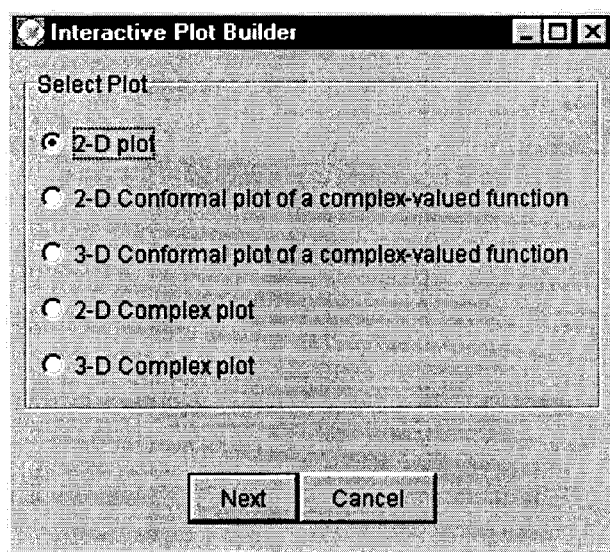 Interactive Plot Builder
Select Plot
2-D plot
2-D Conformal plot of a complex-valued function
3-D Conformal plot of a complex-valued function
2-D Complex plot
3-D Complex plot
Next Cancel